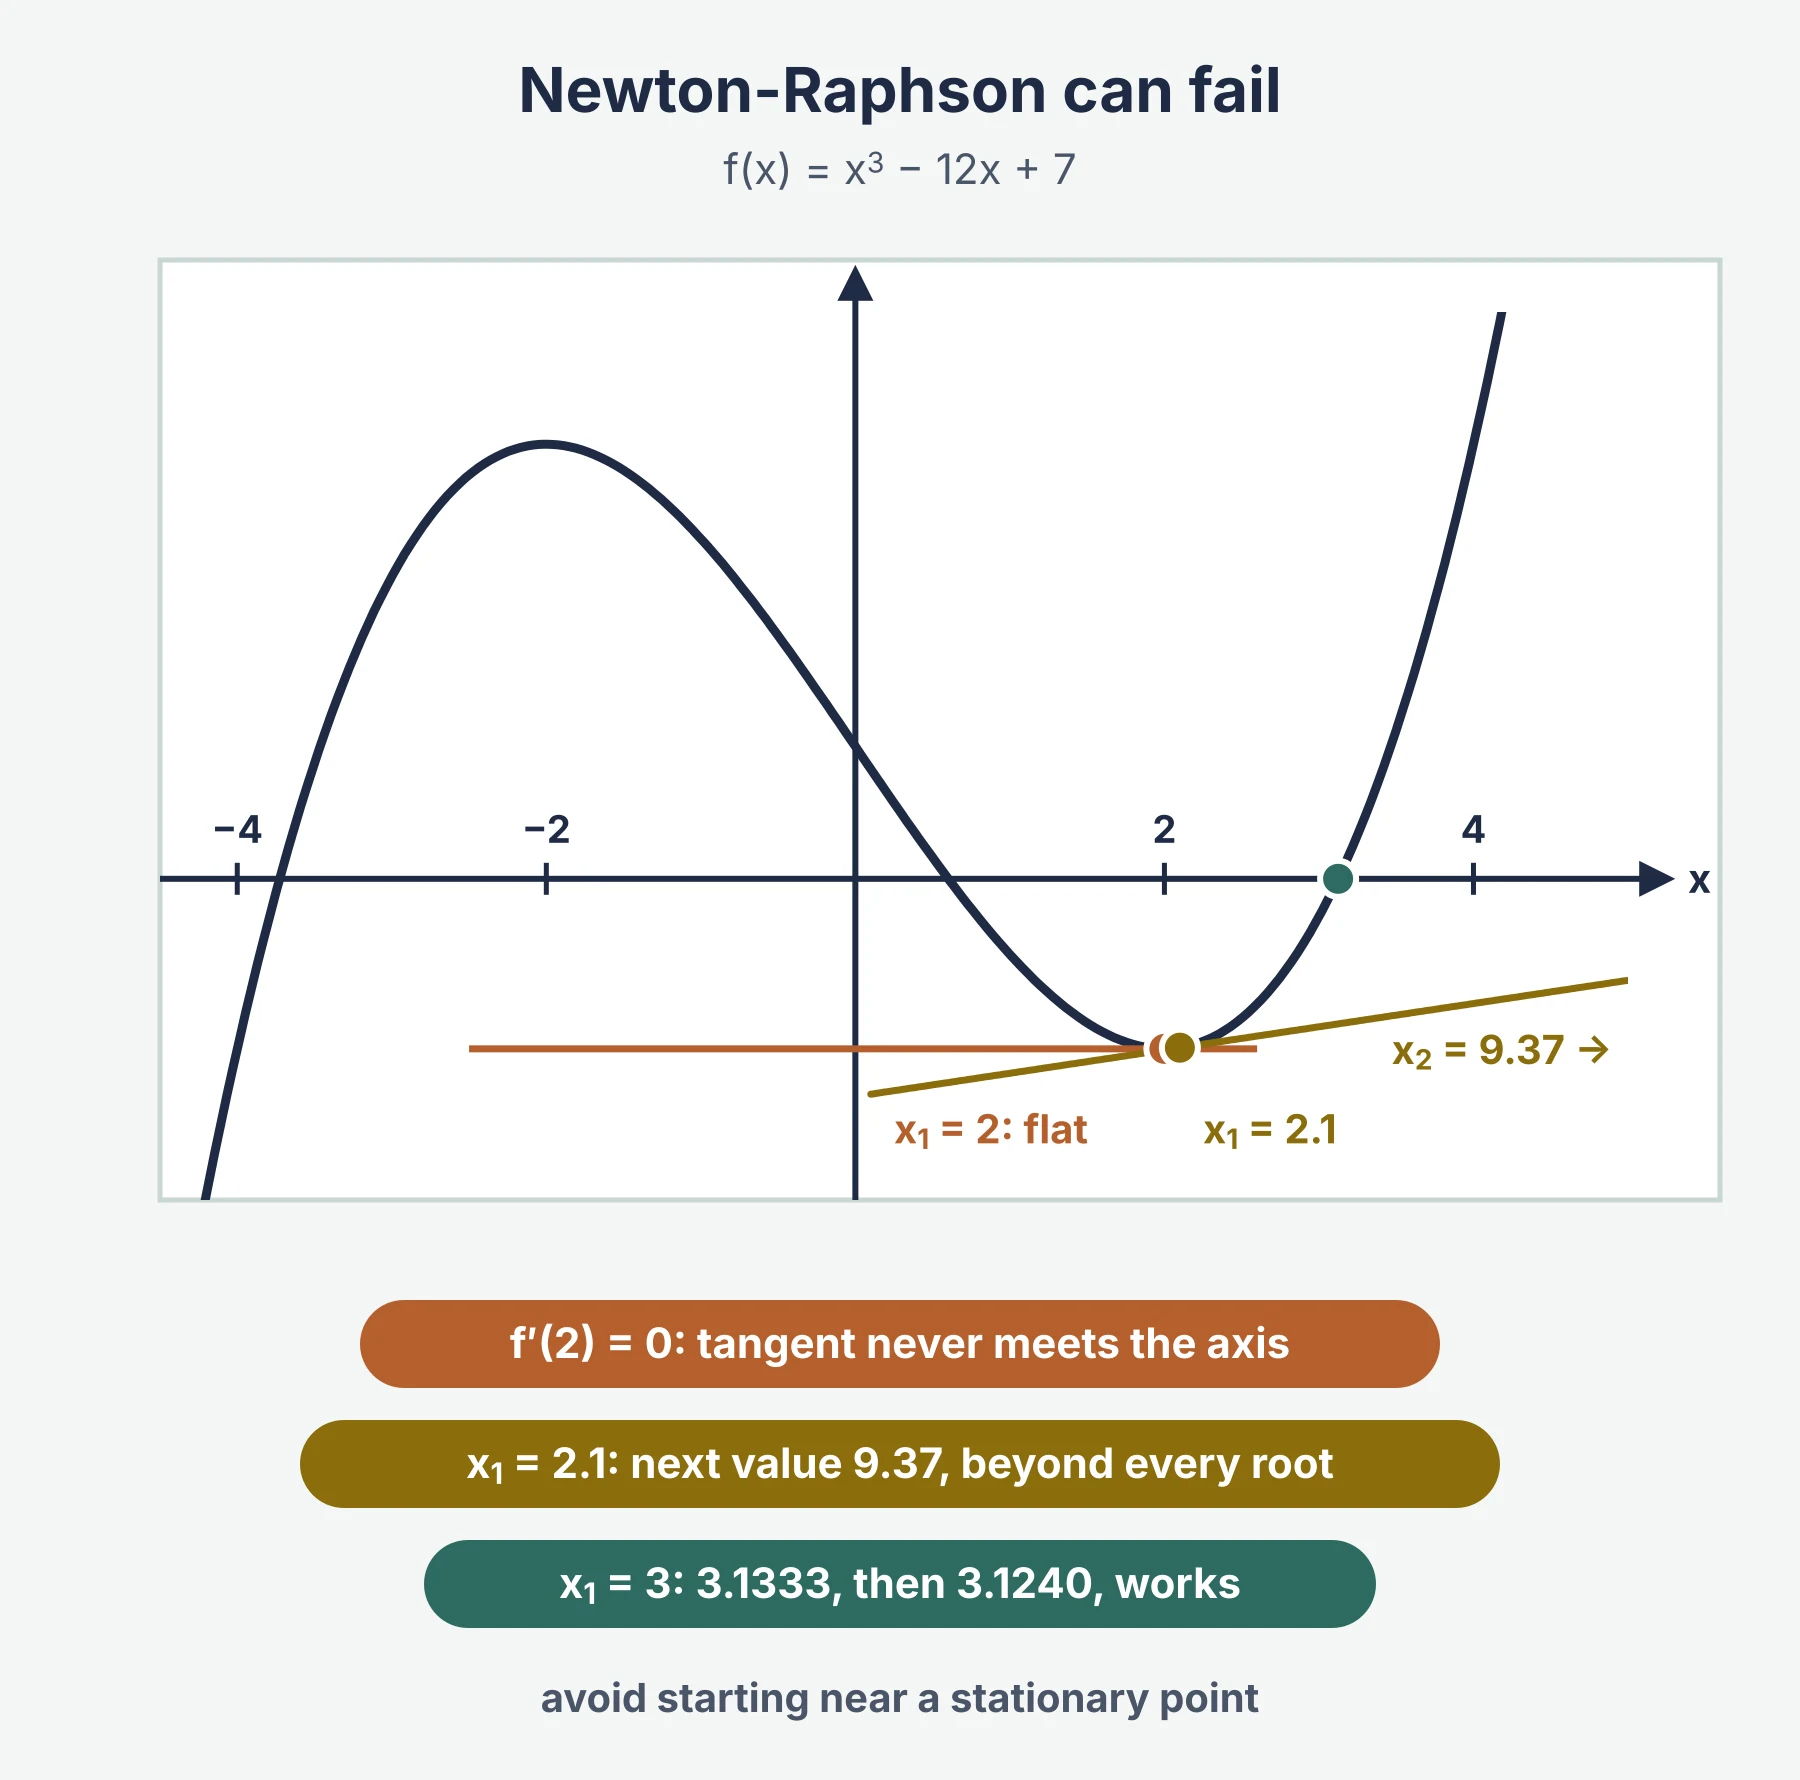 Newton-Raphson can fail
f(x) = x³ − 12x + 7
−4
−2
2
4
x
x₂ = 9.37 →
x₁ = 2: flat
x₁ = 2.1
f′(2) = 0: tangent never meets the axis
x₁ = 2.1: next value 9.37, beyond every root
x₁ = 3: 3.1333, then 3.1240, works
avoid starting near a stationary point